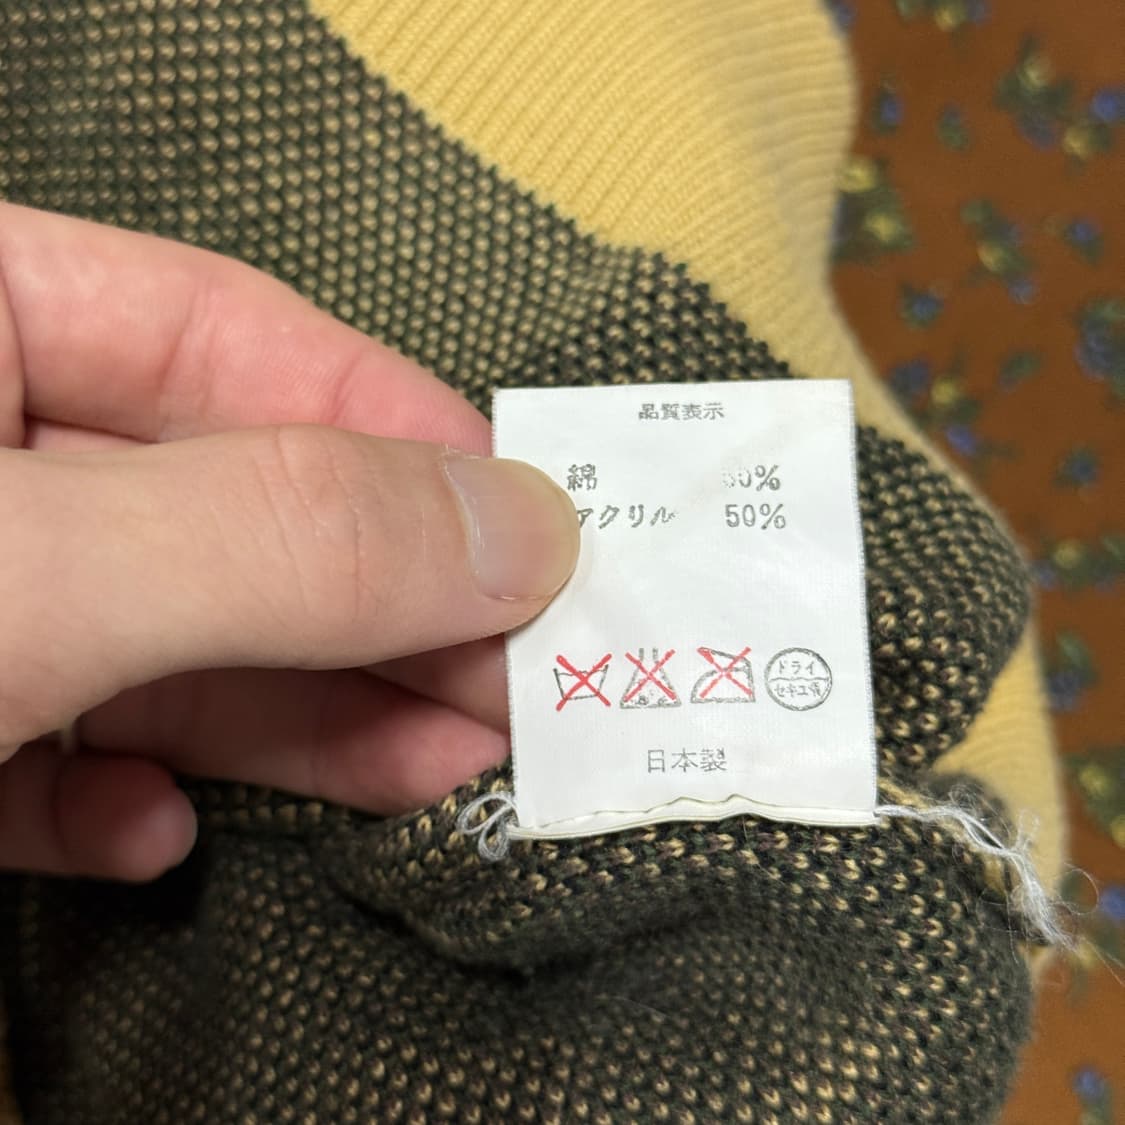 品質表示
綿 50%
アクリル 50%
ドライ
セキユ系
日本製